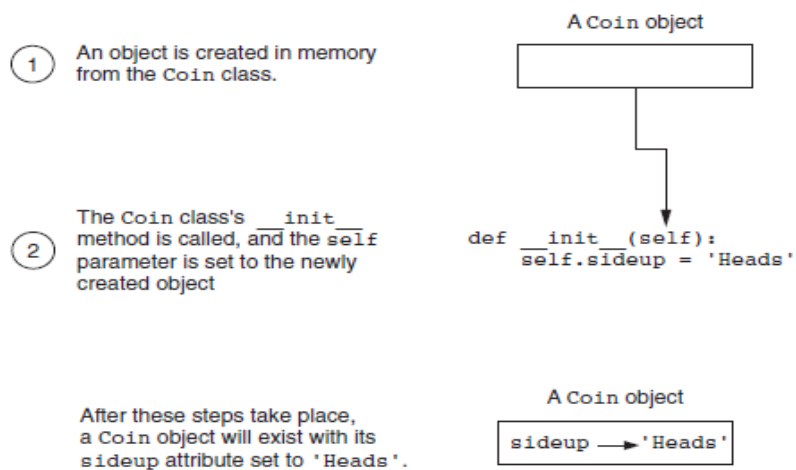 A Coin object
1
An object is created in memory
from the Coin class.
The Coin class's __init__
method is called, and the self
parameter is set to the newly
created object
2
def __init__(self):
self.sideup = 'Heads'
After these steps take place,
a Coin object will exist with its
sideup attribute set to 'Heads'.
A Coin object
sideup 'Heads'